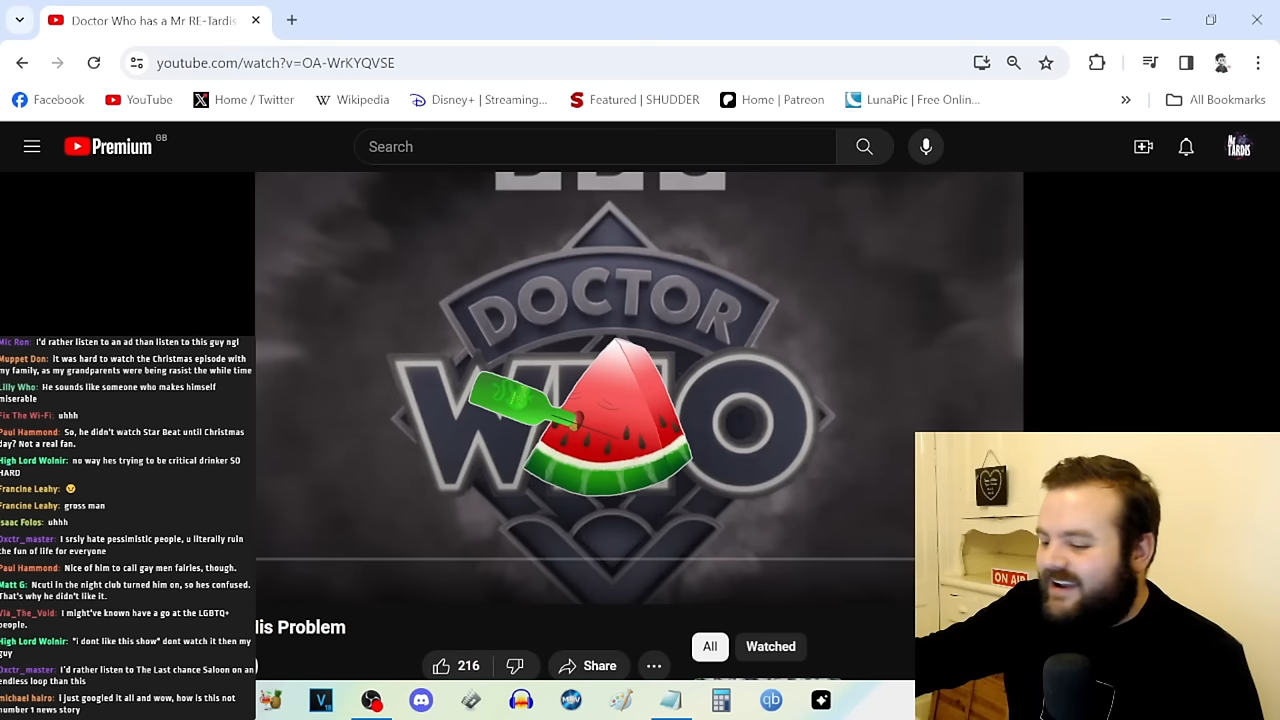 Doctor Who has a Mr RE-Tardis
youtube.com/watch?v=OA-WrKYQVSE
Facebook
YouTube
Home / Twitter
Wikipedia
Disney+ | Streaming...
Featured | SHUDDER
Home | Patreon
LunaPic | Free Onlin...
»
All Bookmarks
Premium GB
Search
MR TARDIS
BBC
DOCTOR
WHO
Mic Ron: I'd rather listen to an ad than listen to this guy ngl
Muppet Don: It was hard to watch the Christmas episode with
my family, as my grandparents were being rasist the while time
Lilly Who: He sounds like someone who makes himself
miserable
Fix The Wi-Fi: uhhh
Paul Hammond: So, he didn't watch Star Beat until Christmas
day? Not a real fan.
High Lord Wolnir: no way hes trying to be critical drinker SO
HARD
Francine Leahy: 😉
Francine Leahy: gross man
Isaac Folos: uhhh
Dxctr_master: I srsly hate pessimistic people, u literally ruin
the fun of life for everyone
Paul Hammond: Nice of him to call gay men fairies, though.
Matt G: Ncuti in the night club turned him on, so he's confused.
That's why he didn't like it.
Via_The_Void: I might've known have a go at the LGBTQ+
people.
High Lord Wolnir: "i dont like this show" dont watch it then my
guy
Dxctr_master: I'd rather listen to The Last chance Saloon on an
endless loop than this
michael hairo: I just googled it all and wow, how is this not
number 1 news story
ON AIR
dis Problem
216
Share
...
All
Watched
V
18
MOV
qb